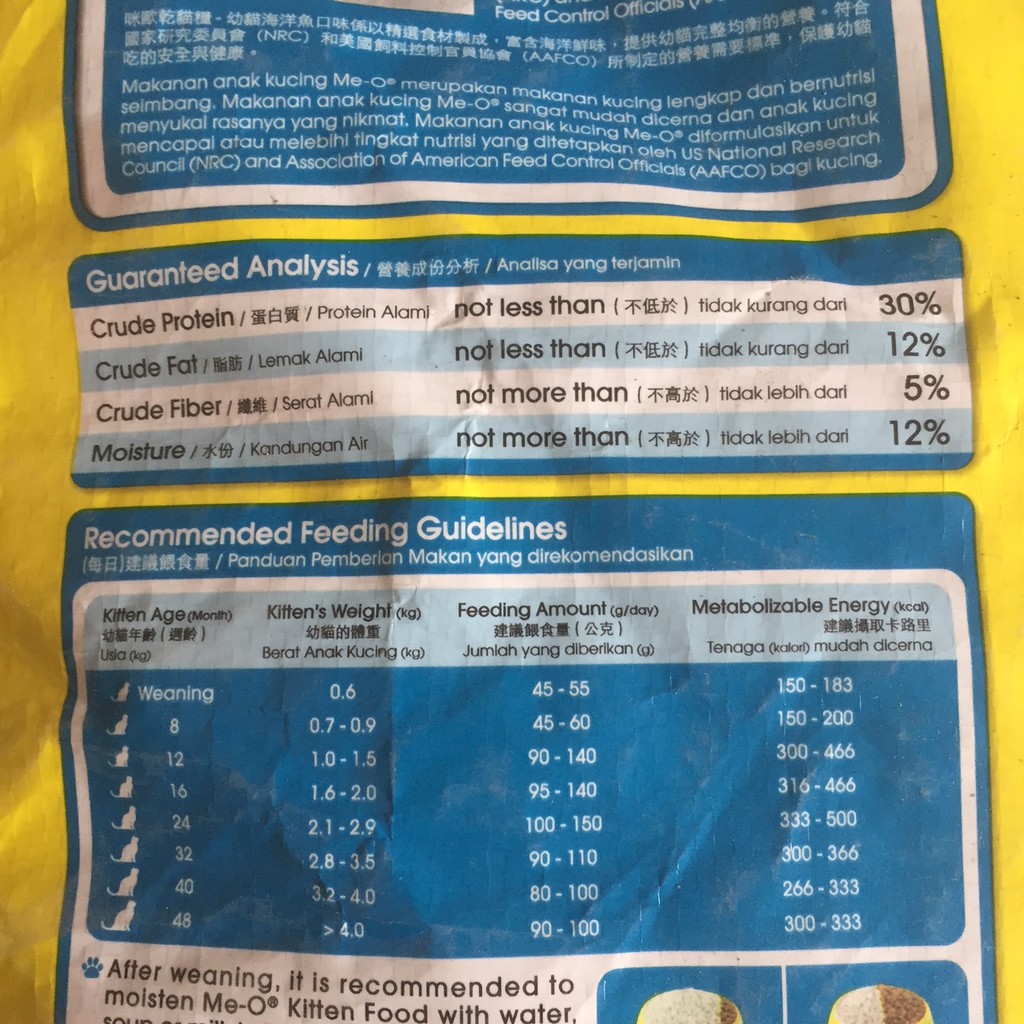 Feed Control Officials
咪歐乾貓糧 - 幼貓海洋魚口味係以精選食材製成，富含海洋鮮味，提供幼貓完整均衡的營養。符合
國家研究委員會 (NRC) 和美國飼料控制官員協會 (AAFCO) 所制定的營養需要標準，保護幼貓
吃的安全與健康。
Makanan anak kucing Me-O® merupakan makanan kucing lengkap dan bernutrisi
seimbang. Makanan anak kucing Me-O® sangat mudah dicerna dan anak kucing
menyukai rasanya yang nikmat. Makanan anak kucing Me-O® diformulasikan untuk
mencapai atau melebihi tingkat nutrisi yang ditetapkan oleh US National Research
Council (NRC) and Association of American Feed Control Officials (AAFCO) bagi kucing.
Guaranteed Analysis / 營養成份分析 / Analisa yang terjamin
Crude Protein / 蛋白質 / Protein Alami not less than (不低於) tidak kurang dari 30%
Crude Fat / 脂肪 / Lemak Alami not less than (不低於) tidak kurang dari 12%
Crude Fiber / 纖維 / Serat Alami not more than (不高於) tidak lebih dari 5%
Moisture / 水份 / Kandungan Air not more than (不高於) tidak lebih dari 12%
Recommended Feeding Guidelines
(每日)建議餵食量 / Panduan Pemberian Makan yang direkomendasikan
Kitten Age (Month) Kitten's Weight (kg) Feeding Amount (g/day) Metabolizable Energy (kcal)
幼貓年齡 (週齡) 幼貓的體重 建議餵食量 (公克) 建議攝取卡路里
Usia (kg) Berat Anak Kucing (kg) Jumlah yang diberikan (g) Tenaga (kalori) mudah dicerna
Weaning 0.6 45 - 55 150 - 183
8 0.7 - 0.9 45 - 60 150 - 200
12 1.0 - 1.5 90 - 140 300 - 466
16 1.6 - 2.0 95 - 140 316 - 466
24 2.1 - 2.9 100 - 150 333 - 500
32 2.8 - 3.5 90 - 110 300 - 366
40 3.2 - 4.0 80 - 100 266 - 333
48 > 4.0 90 - 100 300 - 333
After weaning, it is recommended to
moisten Me-O® Kitten Food with water,
soup or milk